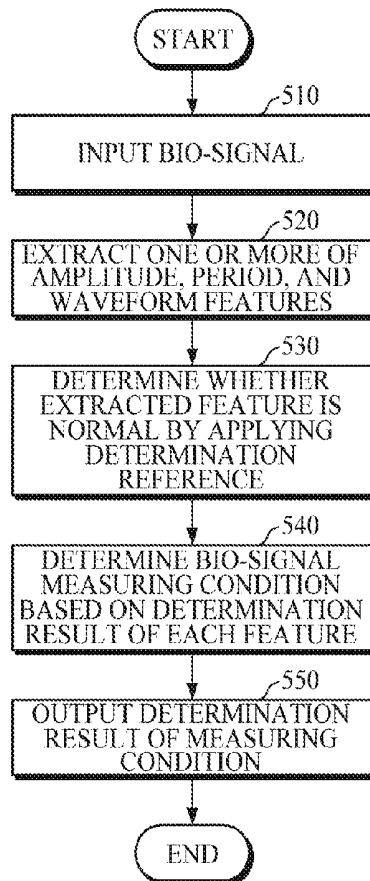 START
510
INPUT BIO-SIGNAL
520
EXTRACT ONE OR MORE OF
AMPLITUDE, PERIOD, AND
WAVEFORM FEATURES
530
DETERMINE WHETHER
EXTRACTED FEATURE IS
NORMAL BY APPLYING
DETERMINATION
REFERENCE
540
DETERMINE BIO-SIGNAL
MEASURING CONDITION
BASED ON DETERMINATION
RESULT OF EACH FEATURE
550
OUTPUT DETERMINATION
RESULT OF MEASURING
CONDITION
END